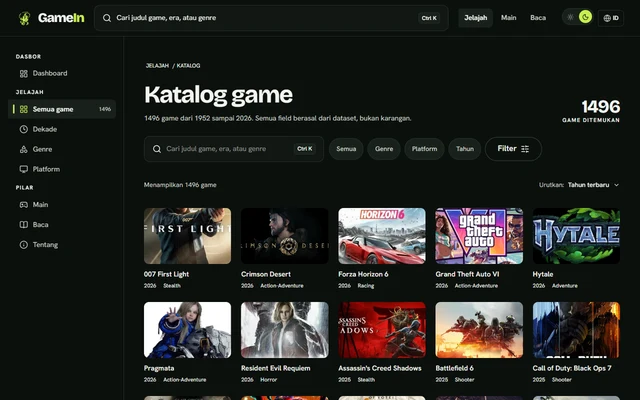 GameIn
Cari judul game, era, atau genre
Ctrl K
Jelajah
Main
Baca
ID
DASBOR
Dashboard
JELAJAH
Semua game 1496
Dekade
Genre
Platform
PILAR
Main
Baca
Tentang
JELAJAH / KATALOG
Katalog game
1496 game dari 1952 sampai 2026. Semua field berasal dari dataset, bukan karangan.
1496
GAME DITEMUKAN
Cari judul game, era, atau genre Ctrl K
Semua
Genre
Platform
Tahun
Filter
Menampilkan 1496 game
Urutkan: Tahun terbaru
FIRST LIGHT
HORIZON 6
grand theft auto VI
HYTALE
007 First Light
2026 Stealth
Crimson Desert
2026 Action-Adventure
Forza Horizon 6
2026 Racing
Grand Theft Auto VI
2026 Action-Adventure
Hytale
2026 Adventure
ASSASSIN'S CREED
Pragmata
2026 Action-Adventure
Resident Evil Requiem
2026 Horror
Assassin's Creed Shadows
2025 Stealth
Battlefield 6
2025 Shooter
Call of Duty: Black Ops 7
2025 Shooter